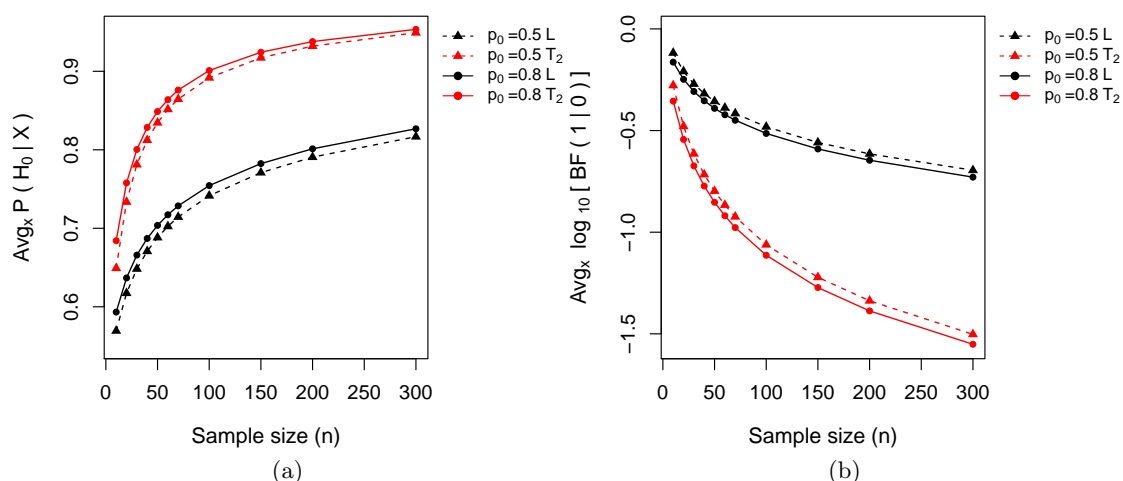 Avg_x P ( H_0 | X )
0.6 0.7 0.8 0.9
0 50 100 150 200 250 300
Sample size (n)
(a)
p_0 =0.5 L
p_0 =0.5 T_2
p_0 =0.8 L
p_0 =0.8 T_2
Avg_x log_10 [ BF ( 1 | 0 ) ]
−1.5 −1.0 −0.5 0.0
0 50 100 150 200 250 300
Sample size (n)
(b)
p_0 =0.5 L
p_0 =0.5 T_2
p_0 =0.8 L
p_0 =0.8 T_2